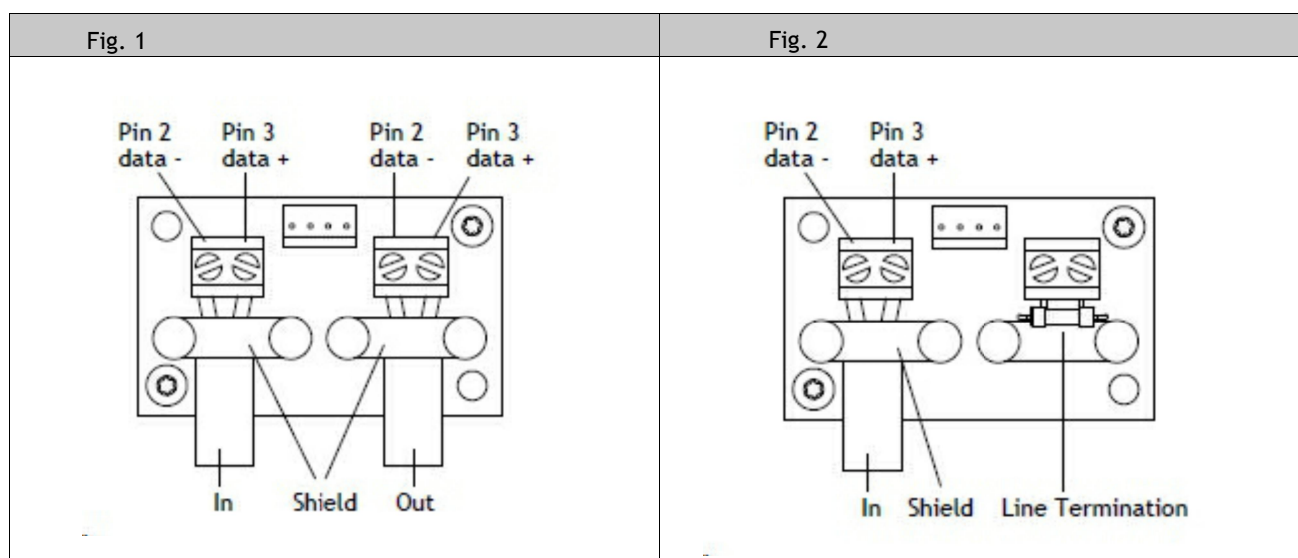 Fig. 1
Fig. 2
Pin 2
data -
Pin 3
data +
Pin 2
data -
Pin 3
data +
In
Shield
Out
Pin 2
data -
Pin 3
data +
In
Shield
Line Termination